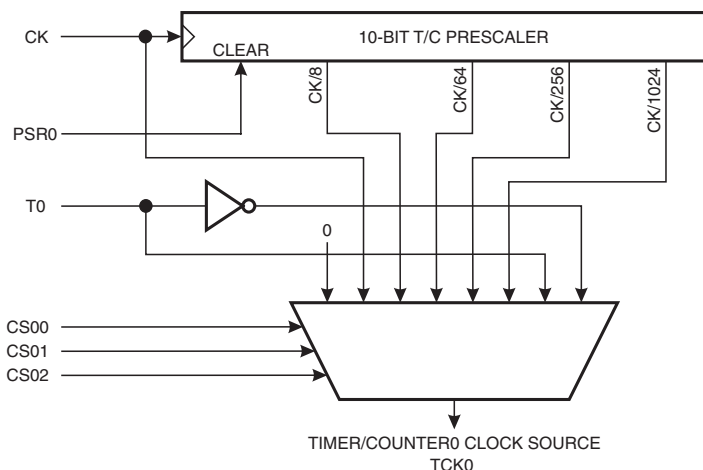 CK
10-BIT T/C PRESCALER
CLEAR
CK/8
CK/64
CK/256
CK/1024
PSR0
T0
0
CS00
CS01
CS02
TIMER/COUNTER0 CLOCK SOURCE
TCK0